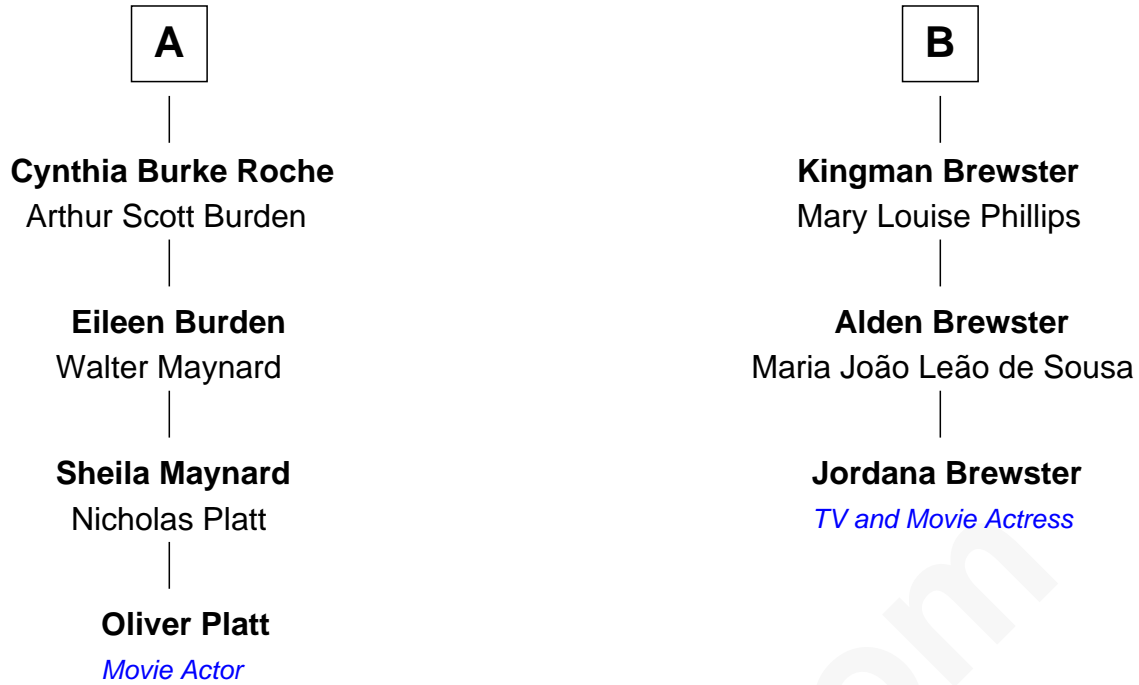 A
Cynthia Burke Roche
Arthur Scott Burden
Eileen Burden
Walter Maynard
Sheila Maynard
Nicholas Platt
Oliver Platt
Movie Actor
B
Kingman Brewster
Mary Louise Phillips
Alden Brewster
Maria João Leão de Sousa
Jordana Brewster
TV and Movie Actress
om